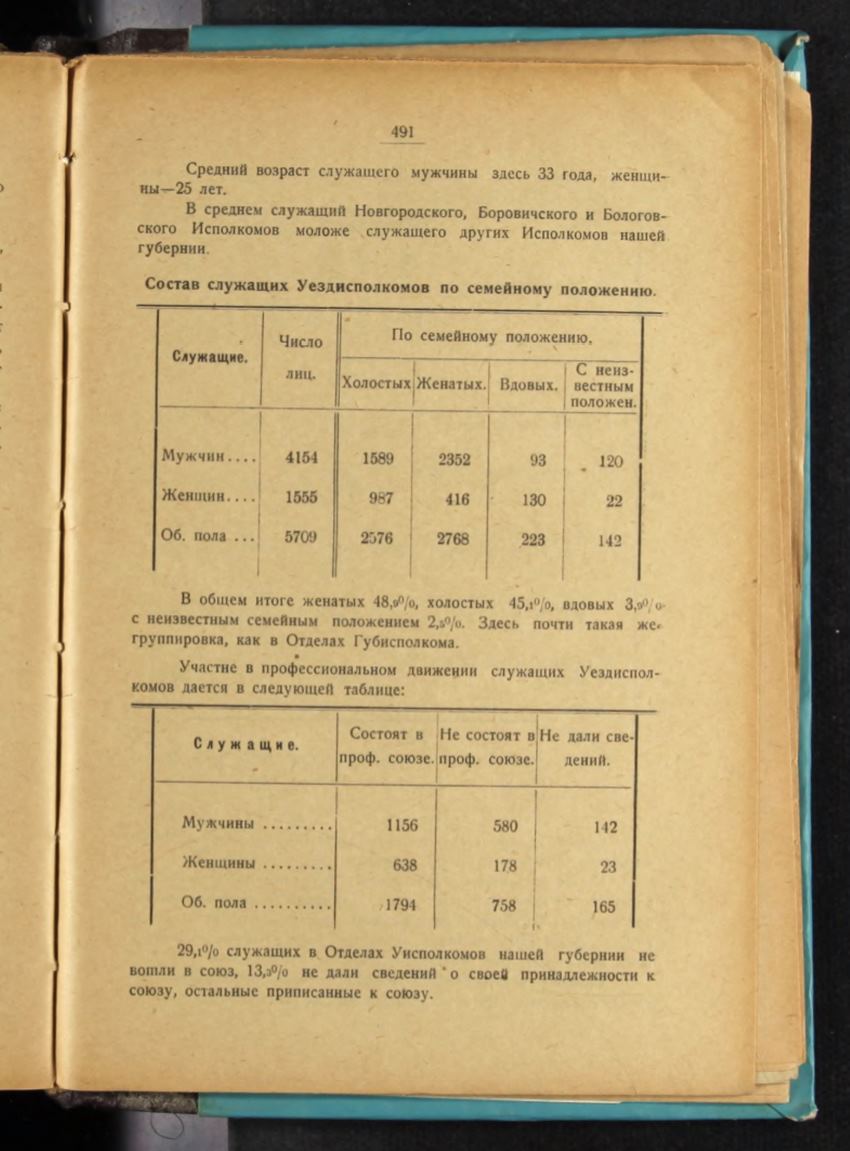 491
Средний возраст служащего мужчины здесь 33 года, женщи-
ны—25 лет.
В среднем служащий Новгородского, Боровичского и Бологов-
ского Исполкомов моложе служащего других Исполкомов нашей
губернии.
Состав служащих Уездисполкомов по семейному положению.
Служащие. Число лиц. По семейному положению.
Холостых Женатых. Вдовых. С неиз-
вестным
положен.
Мужчин.... 4154 1589 2352 93 120
Женщин.... 1555 987 416 130 22
Об. пола ... 5709 2576 2768 223 142
В общем итоге женатых 48,9%, холостых 45,1%, вдовых 3,9%
с неизвестным семейным положением 2,5%. Здесь почти такая же
группировка, как в Отделах Губисполкома.
Участие в профессиональном движении служащих Уездиспол-
комов дается в следующей таблице:
Служащие. Состоят в Не состоят в Не дали све-
проф. союзе. проф. союзе. дений.
Мужчины ......... 1156 580 142
Женщины ......... 638 178 23
Об. пола .......... 1794 758 165
29,1% служащих в Отделах Уисполкомов нашей губернии не
вошли в союз, 13,3% не дали сведений о своей принадлежности к
союзу, остальные приписанные к союзу.